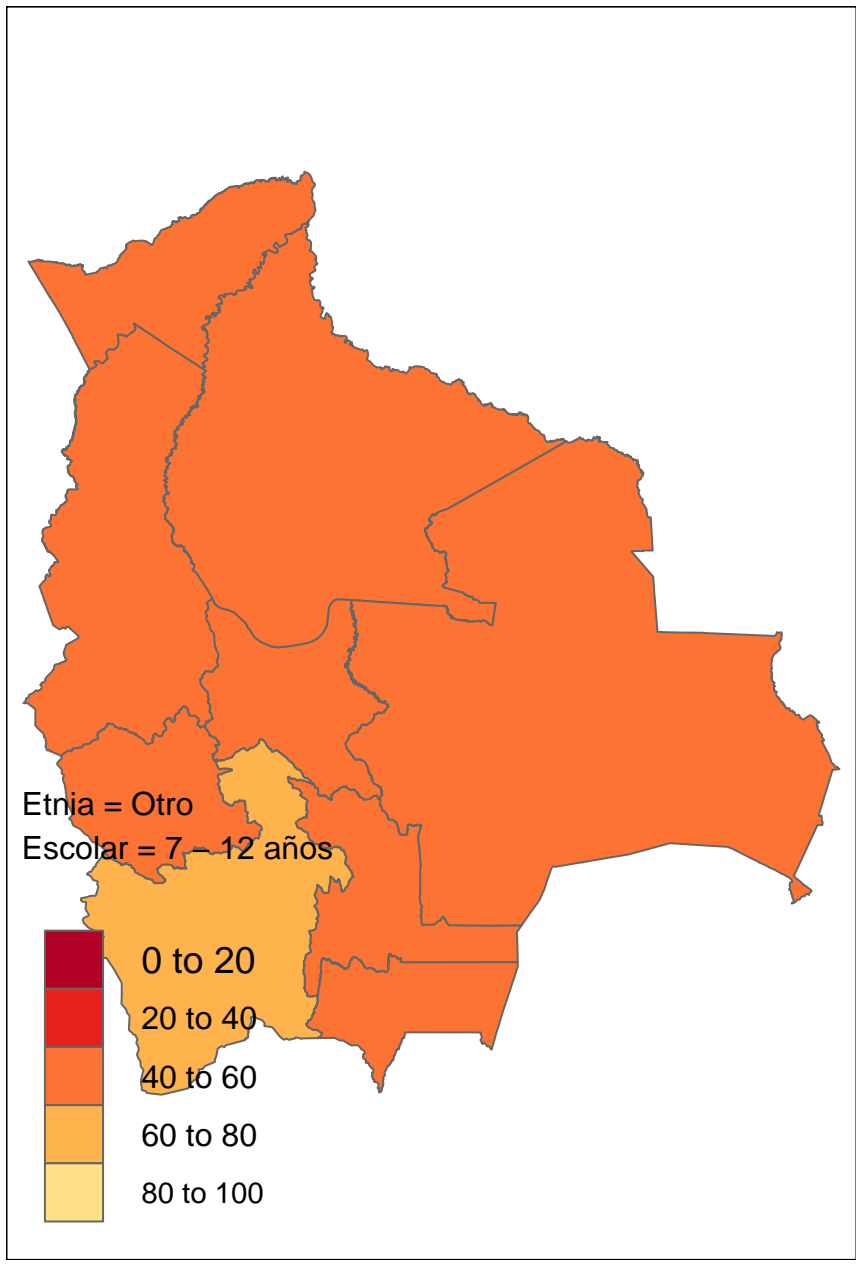 Etnia = Otro
Escolar = 7 – 12 años
0 to 20
20 to 40
40 to 60
60 to 80
80 to 100